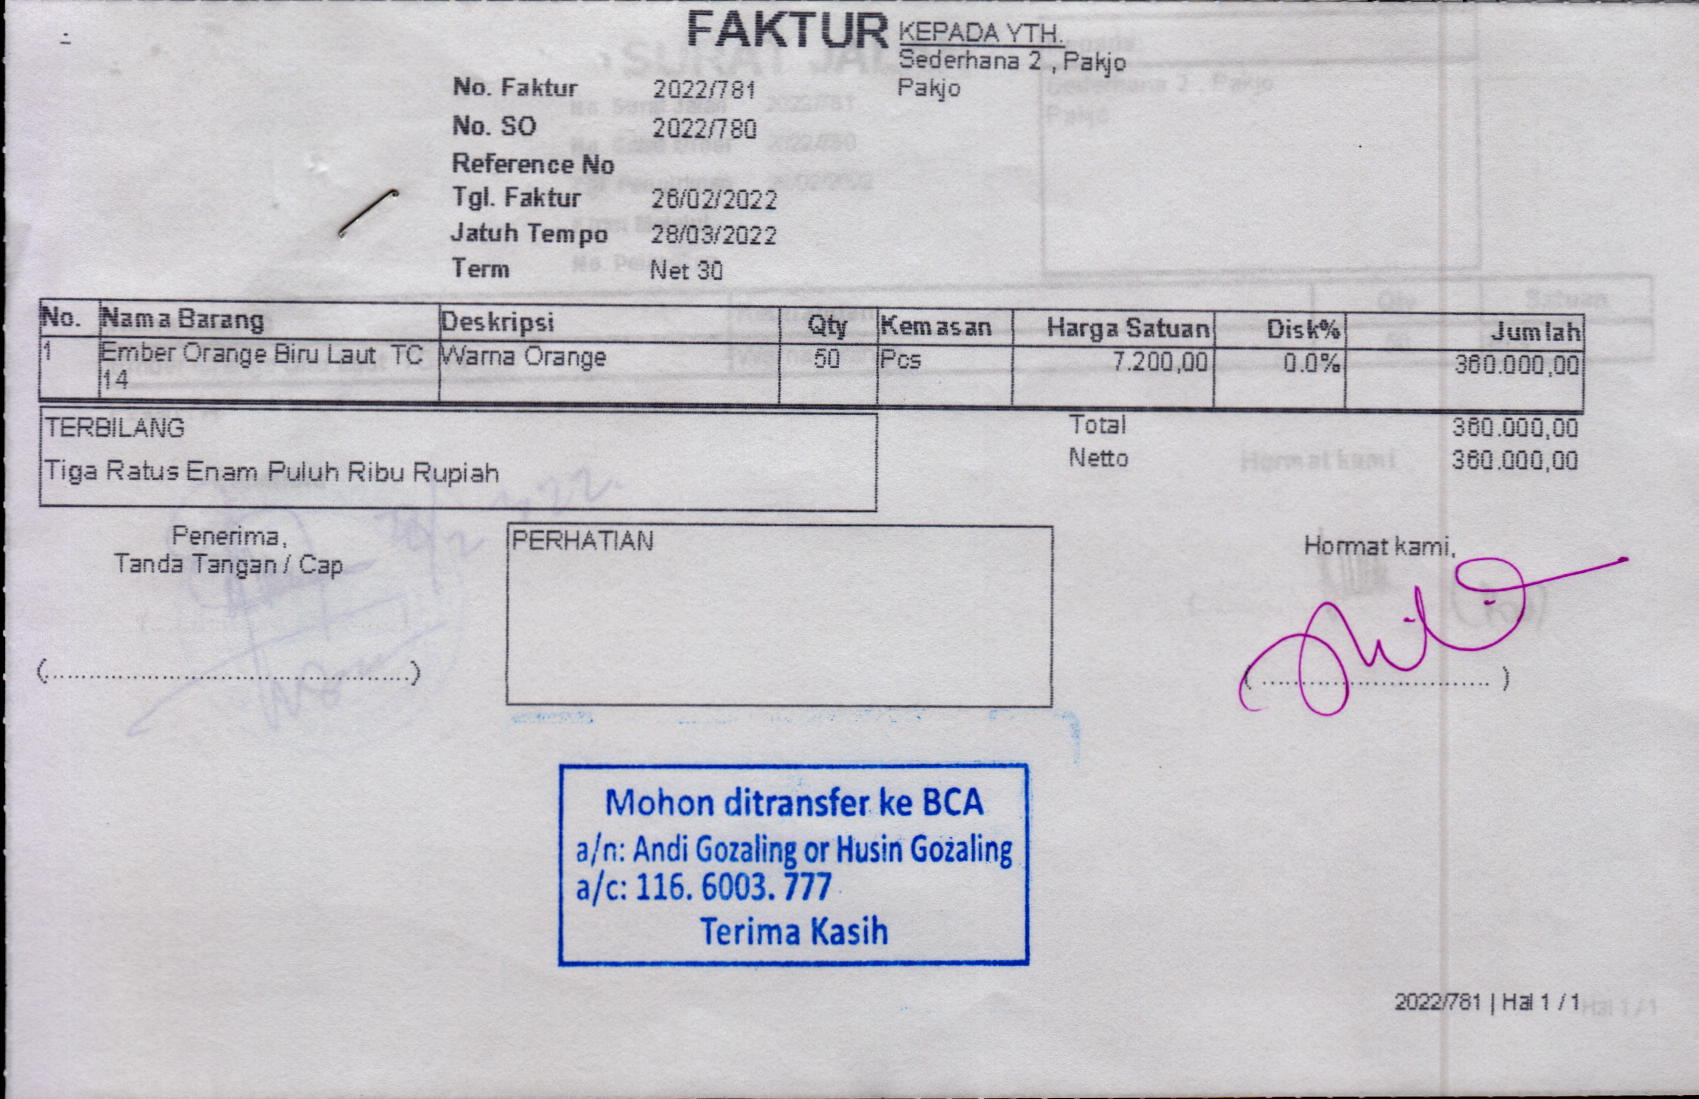 FAKTUR
KEPADA YTH.
Sederhana 2 , Pakjo
Pakjo
No. Faktur 2022/781
No. SO 2022/780
Reference No
Tgl. Faktur 26/02/2022
Jatuh Tempo 28/03/2022
Term Net 30
No. Nama Barang Deskripsi Qty Kemasan Harga Satuan Disk% Jumlah
1 Ember Orange Biru Laut TC 14 Warna Orange 50 Pcs 7.200,00 0.0% 360.000,00
TERBILANG
Tiga Ratus Enam Puluh Ribu Rupiah
Total 360.000,00
Netto 360.000,00
Penerima,
Tanda Tangan / Cap
(........................................)
PERHATIAN
Hormat kami,
(............................)
Mohon ditransfer ke BCA
a/n: Andi Gozaling or Husin Gozaling
a/c: 116. 6003. 777
Terima Kasih
2022/781 | Hal 1 / 1